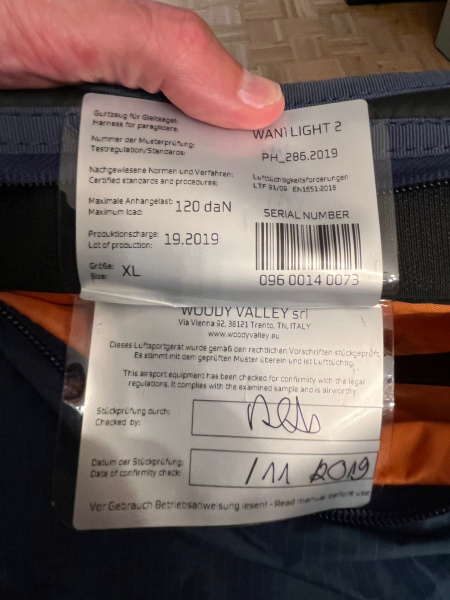 Gurtzeug für Gleitsegel:
Harness for paragliders:
WANI LIGHT 2
Nummer der Musterprüfung:
Testregulation/Standards:
PH_286.2019
Nachgewiesene Normen und Verfahren:
Certified standards and procedures:
Luftüchtigkeitsforderungen
LTF 91/09 EN1651:2018
Maximale Anhängelast:
Maximum load:
120 daN
SERIAL NUMBER
Produktionscharge:
Lot of production:
19.2019
096 0014 0073
Größe:
Size:
XL
WOODY VALLEY srl
Via Vienna 92, 38121 Trento, TN, ITALY
www.woodyvalley.eu
Dieses Luftsportgerät wurde gemäß den rechtlichen Vorschriften stückgeprüft.
Es stimmt mit dem geprüften Muster überein und ist Luftüchtig.
This airsport equipment has been checked for confirmity with the legal
regulations. It complies with the examined sample and is airworthy.
Stückprüfung durch:
Checked by:
Datum der Stückprüfung:
Date of confirmity check:
/11 2019
Vor Gebrauch Betriebsanweisung lesen! - Read manual before use